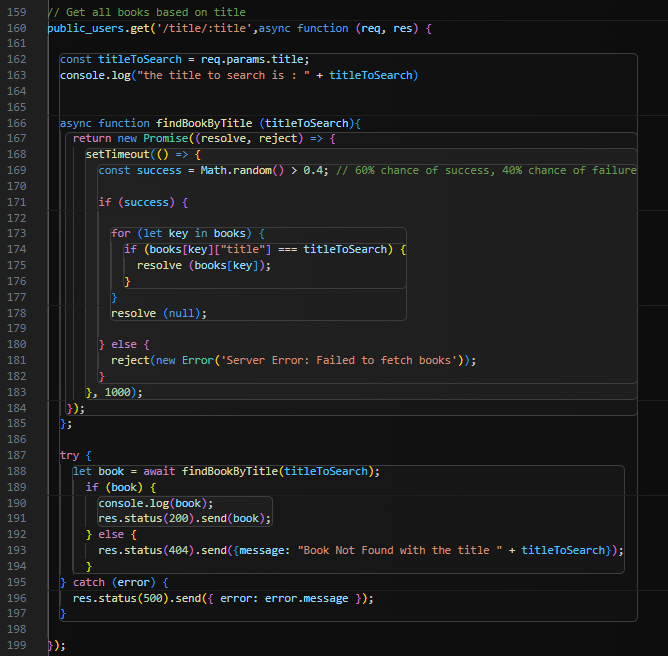 159 // Get all books based on title
160 public_users.get('/title/:title',async function (req, res) {
161
162 const titleToSearch = req.params.title;
163 console.log("the title to search is : " + titleToSearch)
164
165
166 async function findBookByTitle (titleToSearch){
167 return new Promise((resolve, reject) => {
168 setTimeout(() => {
169 const success = Math.random() > 0.4; // 60% chance of success, 40% chance of failure
170
171 if (success) {
172
173 for (let key in books) {
174 if (books[key]["title"] === titleToSearch) {
175 resolve (books[key]);
176 }
177 }
178 resolve (null);
179
180 } else {
181 reject(new Error('Server Error: Failed to fetch books'));
182 }
183 }, 1000);
184 });
185 };
186
187 try {
188 let book = await findBookByTitle(titleToSearch);
189 if (book) {
190 console.log(book);
191 res.status(200).send(book);
192 } else {
193 res.status(404).send({message: "Book Not Found with the title " + titleToSearch});
194 }
195 } catch (error) {
196 res.status(500).send({ error: error.message });
197 }
198
199 });